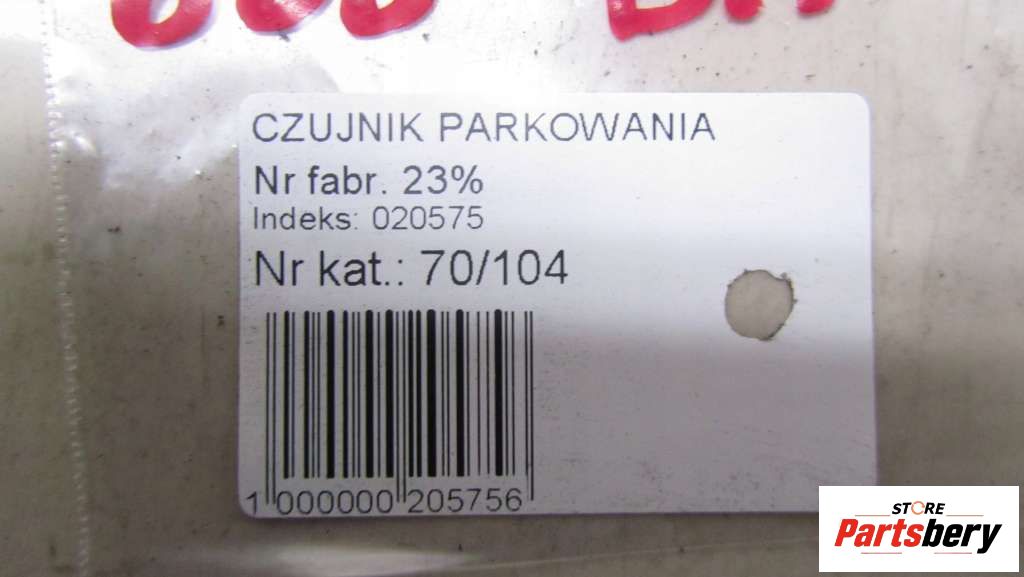 CZUJNIK PARKOWANIA
Nr fabr. 23%
Indeks: 020575
Nr kat.: 70/104
1 000000 205756
STORE
Partsbery